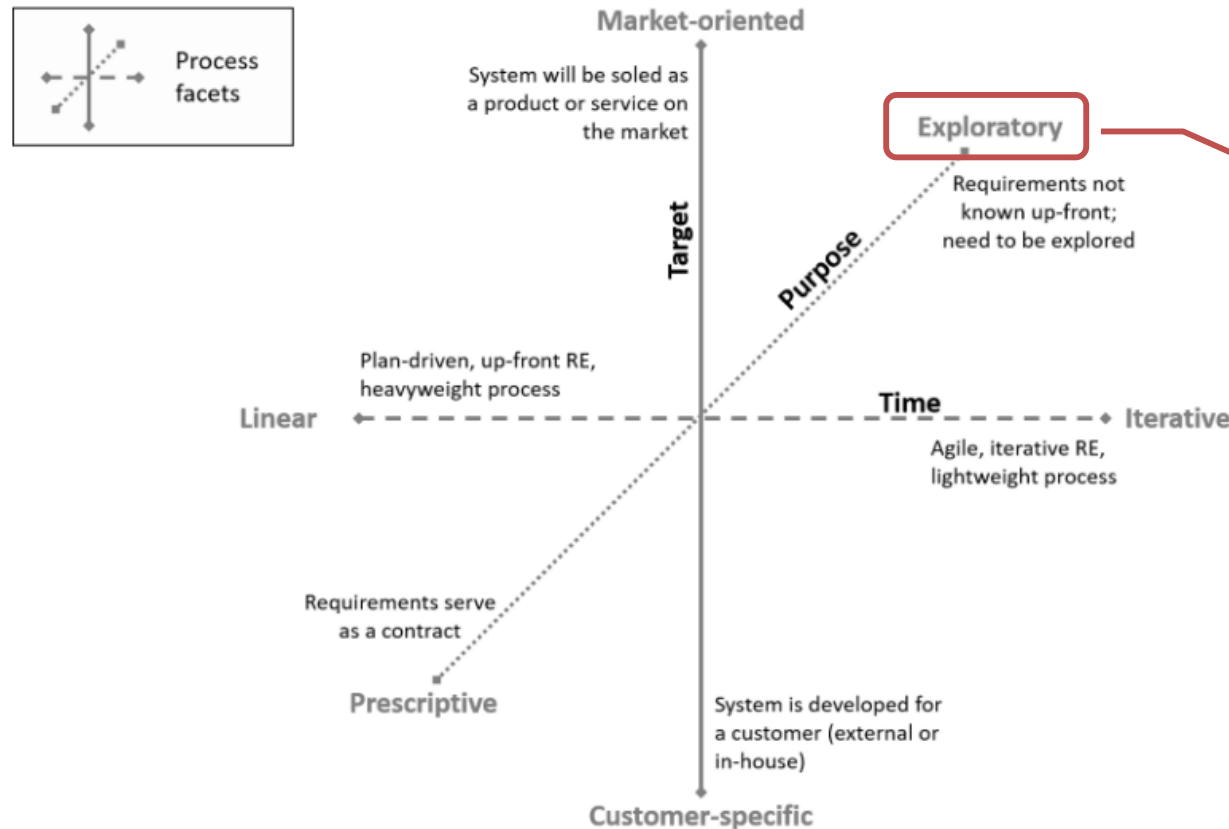 Process
facets
Market-oriented
System will be soled as
a product or service on
the market
Exploratory
Requirements not
known up-front;
need to be explored
Target
Purpose
Plan-driven, up-front RE,
heavyweight process
Linear
Time
Iterative
Agile, iterative RE,
lightweight process
Requirements serve
as a contract
Prescriptive
System is developed for
a customer (external or
in-house)
Customer-specific